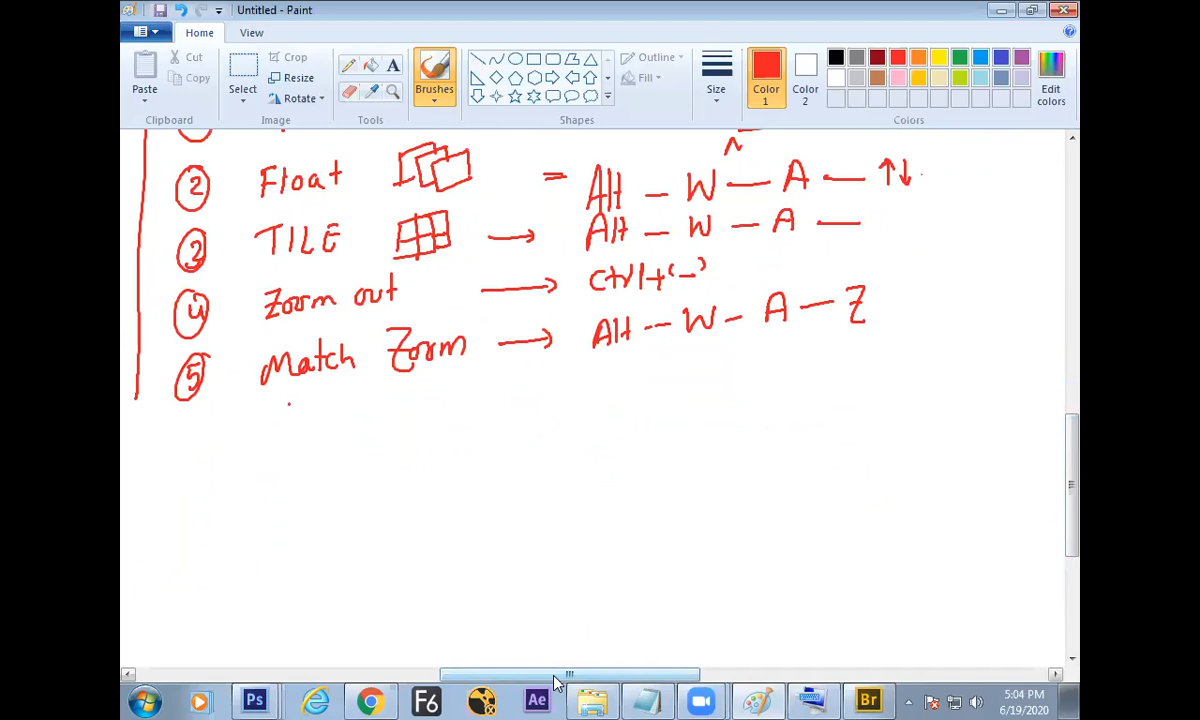 Untitled - Paint
Home View
Cut
Copy
Paste
Clipboard
Select
Crop
Resize
Rotate
Image
Tools
Brushes
Outline
Fill
Shapes
Size
Color 1
Color 2
Edit colors
Colors
2 Float = Alt - W - A - ↑↓
3 TILE → Alt - W - A -
4 Zoom out → Ctrl+(-)
5 Match Zoom → Alt - W - A - Z
Ps F6 Ae Br
5:04 PM
6/19/2020